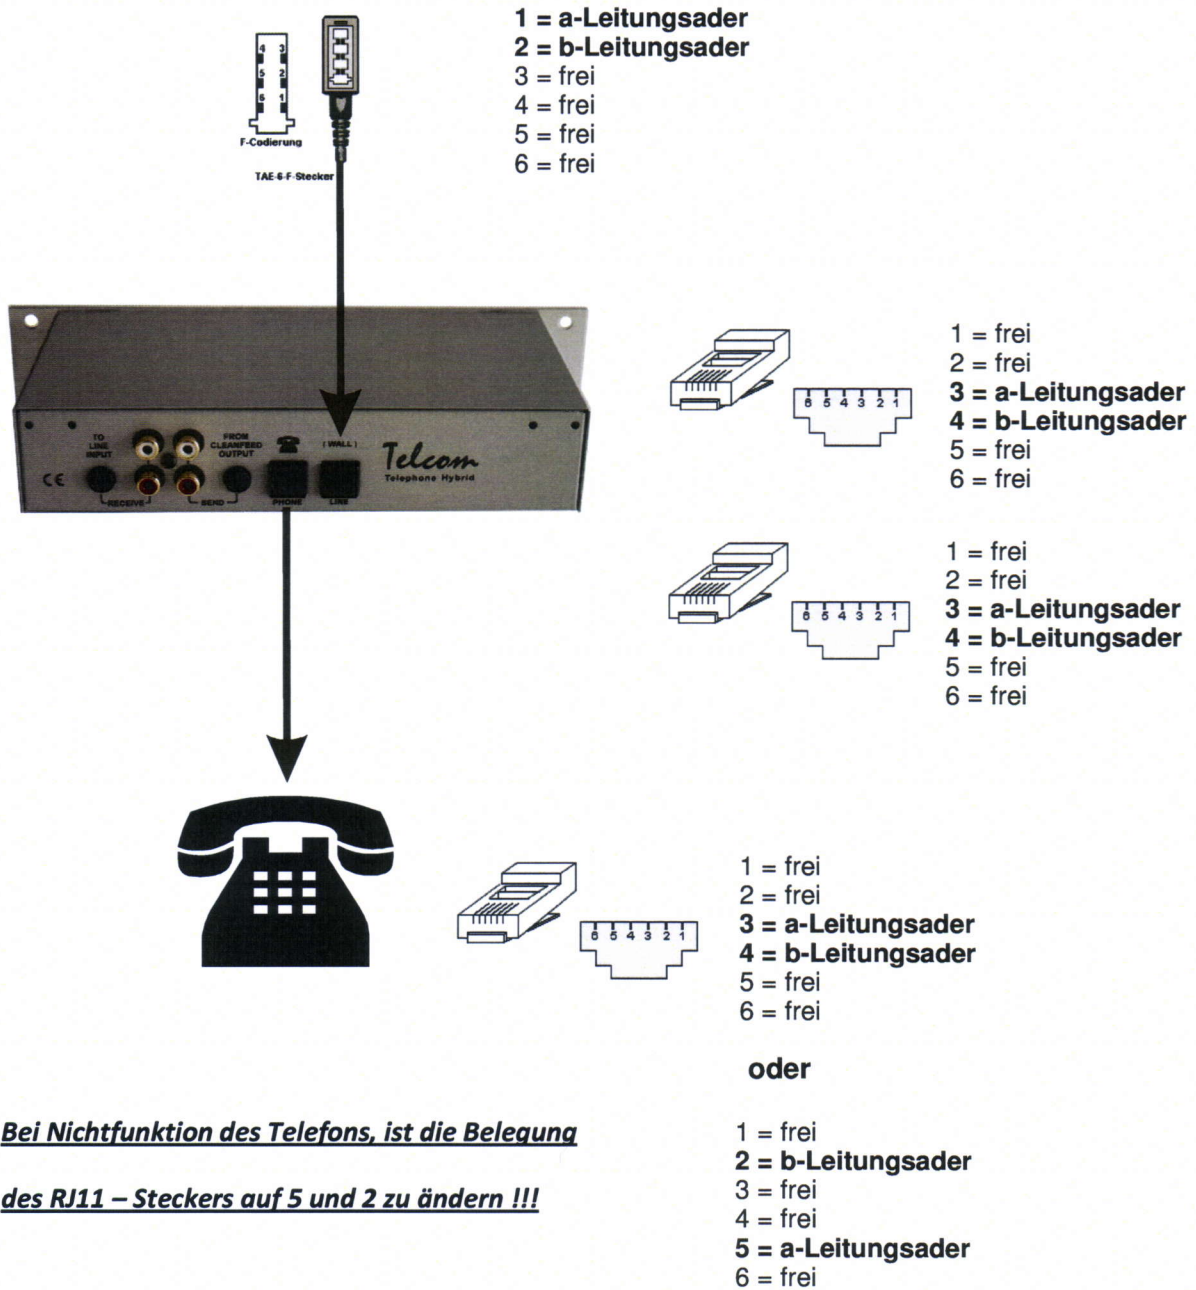 1 = a-Leitungsader
2 = b-Leitungsader
3 = frei
4 = frei
5 = frei
6 = frei
4 3
5 2
6 1
F-Codierung
TAE-6-F-Stecker
TO
LINE
INPUT
FROM
CLEANFEED
OUTPUT
( WALL )
Telcom
Telephone Hybrid
CE
RECEIVE
SEND
PHONE
LINE
6 5 4 3 2 1
1 = frei
2 = frei
3 = a-Leitungsader
4 = b-Leitungsader
5 = frei
6 = frei
6 5 4 3 2 1
1 = frei
2 = frei
3 = a-Leitungsader
4 = b-Leitungsader
5 = frei
6 = frei
6 5 4 3 2 1
1 = frei
2 = frei
3 = a-Leitungsader
4 = b-Leitungsader
5 = frei
6 = frei
oder
Bei Nichtfunktion des Telefons, ist die Belegung
des RJ11 – Steckers auf 5 und 2 zu ändern !!!
1 = frei
2 = b-Leitungsader
3 = frei
4 = frei
5 = a-Leitungsader
6 = frei